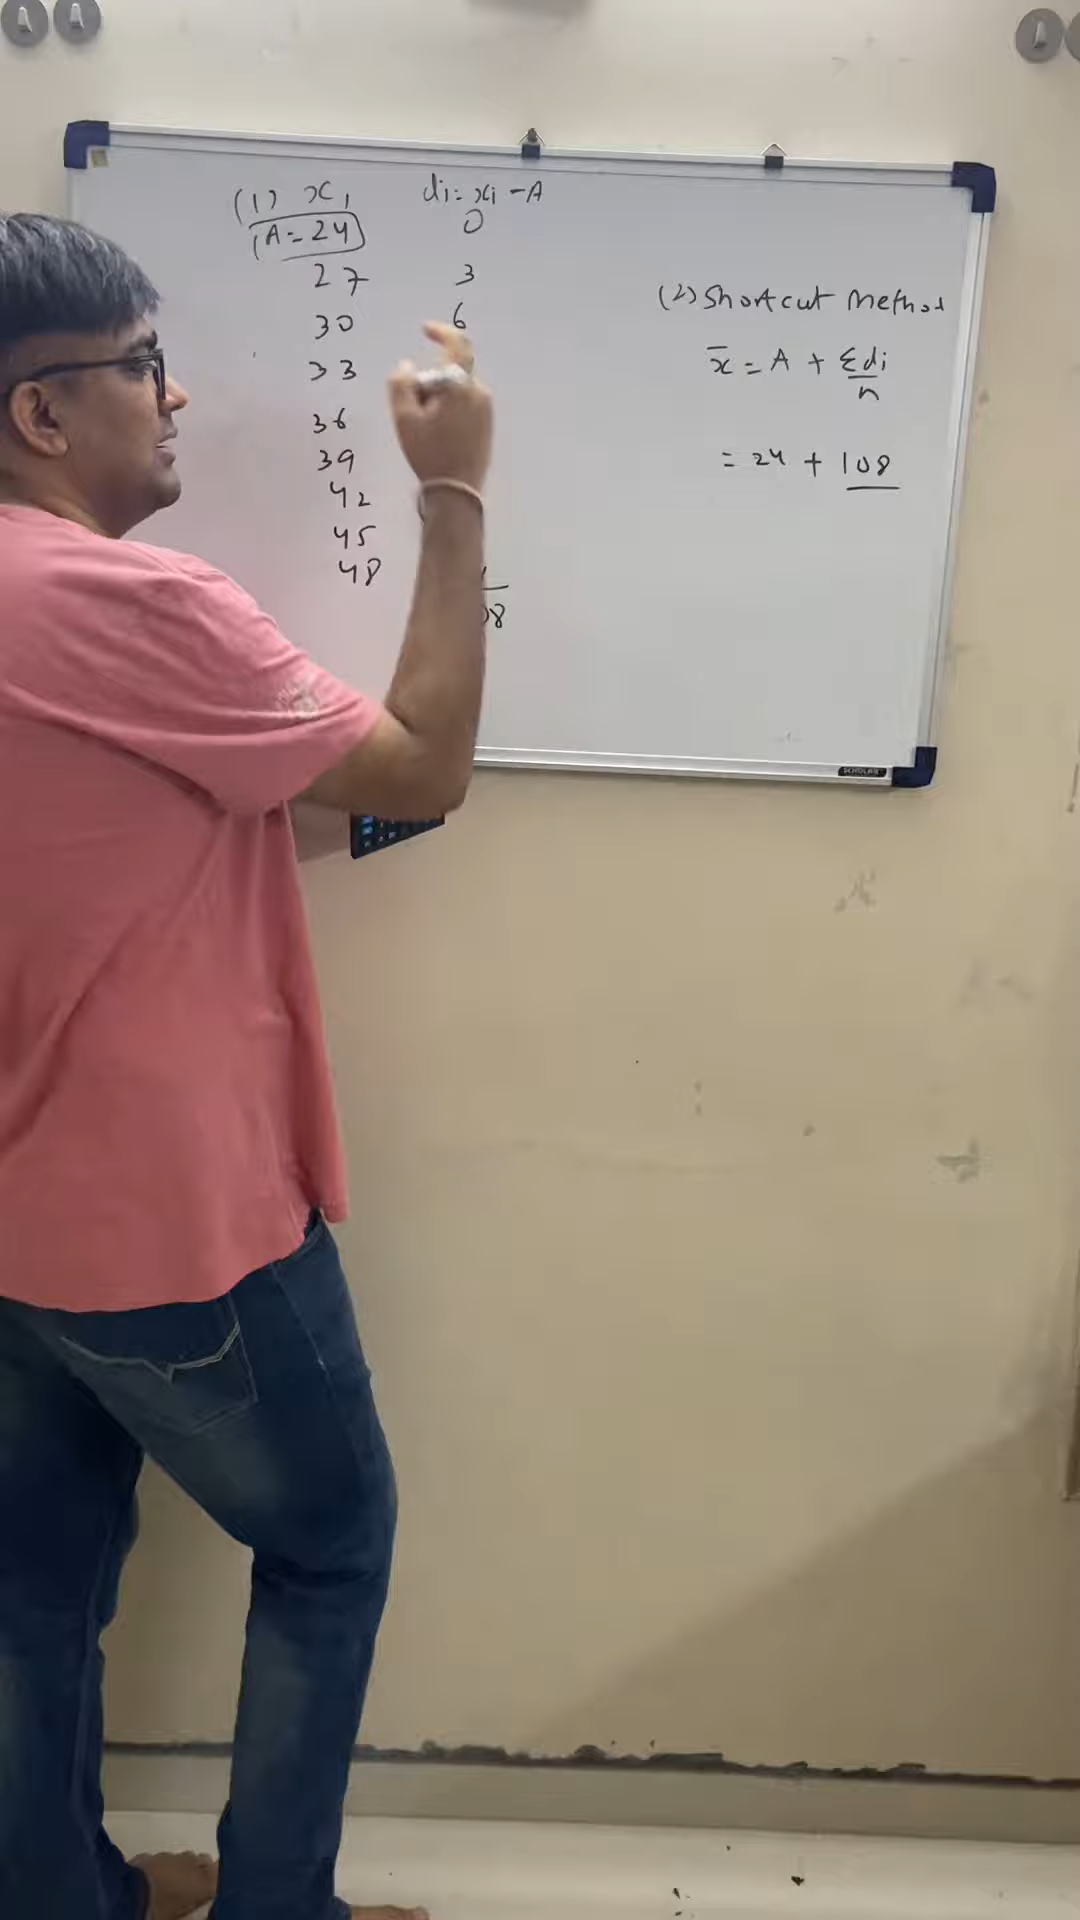 (1) xi di = xi - A
A = 24 0
27 3
30 6
33
36
39
42
45
48
08
(2) Shortcut Method
x̄ = A + Σdi
n
= 24 + 108
SCHOLAR